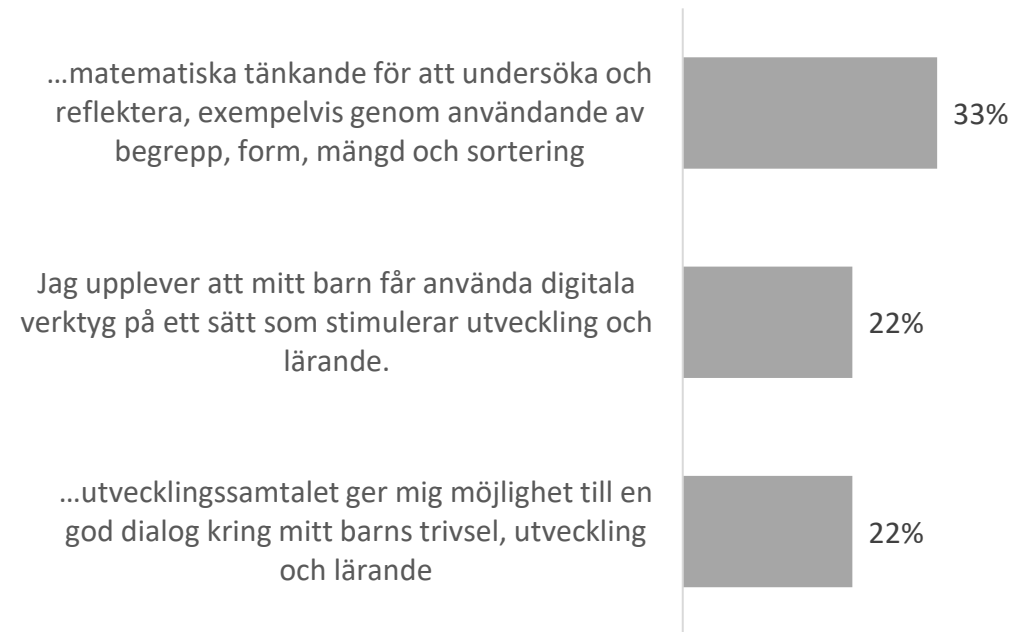 …matematiska tänkande för att undersöka och
reflektera, exempelvis genom användande av
begrepp, form, mängd och sortering
33%
Jag upplever att mitt barn får använda digitala
verktyg på ett sätt som stimulerar utveckling och
lärande.
22%
…utvecklingssamtalet ger mig möjlighet till en
god dialog kring mitt barns trivsel, utveckling
och lärande
22%